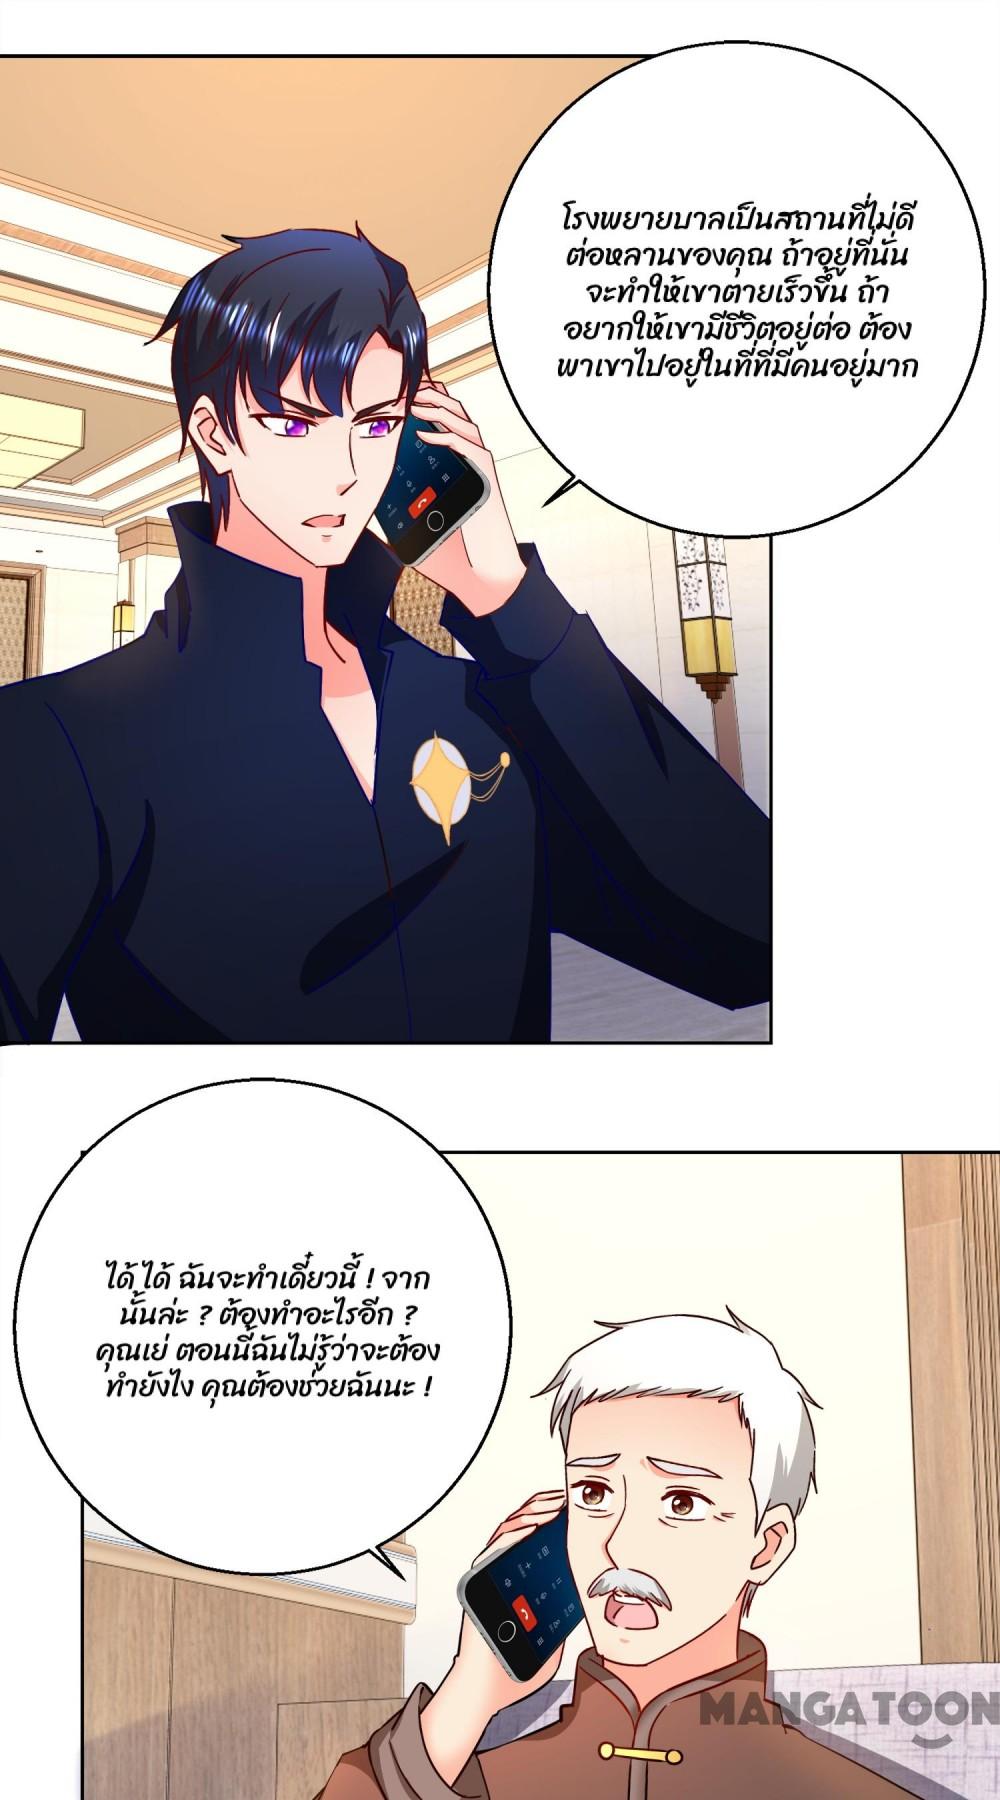 โรงพยายบาลเป็นสถานที่ไม่ดี
ต่อหลานของคุณ ถ้าอยู่ที่นั่น
จะทำให้เขาตายเร็วขึ้น ถ้า
อยากให้เขามีชีวิตอยู่ต่อ ต้อง
พาเขาไปอยู่ในที่ที่มีคนอยู่มาก
ได้ ได้ ฉันจะทำเดี๋ยวนี้ ! จาก
นั้นล่ะ ? ต้องทำอะไรอีก ?
คุณเย่ ตอนนี้ฉันไม่รู้ว่าจะต้อง
ทำยังไง คุณต้องช่วยฉันนะ !
MANGATOON